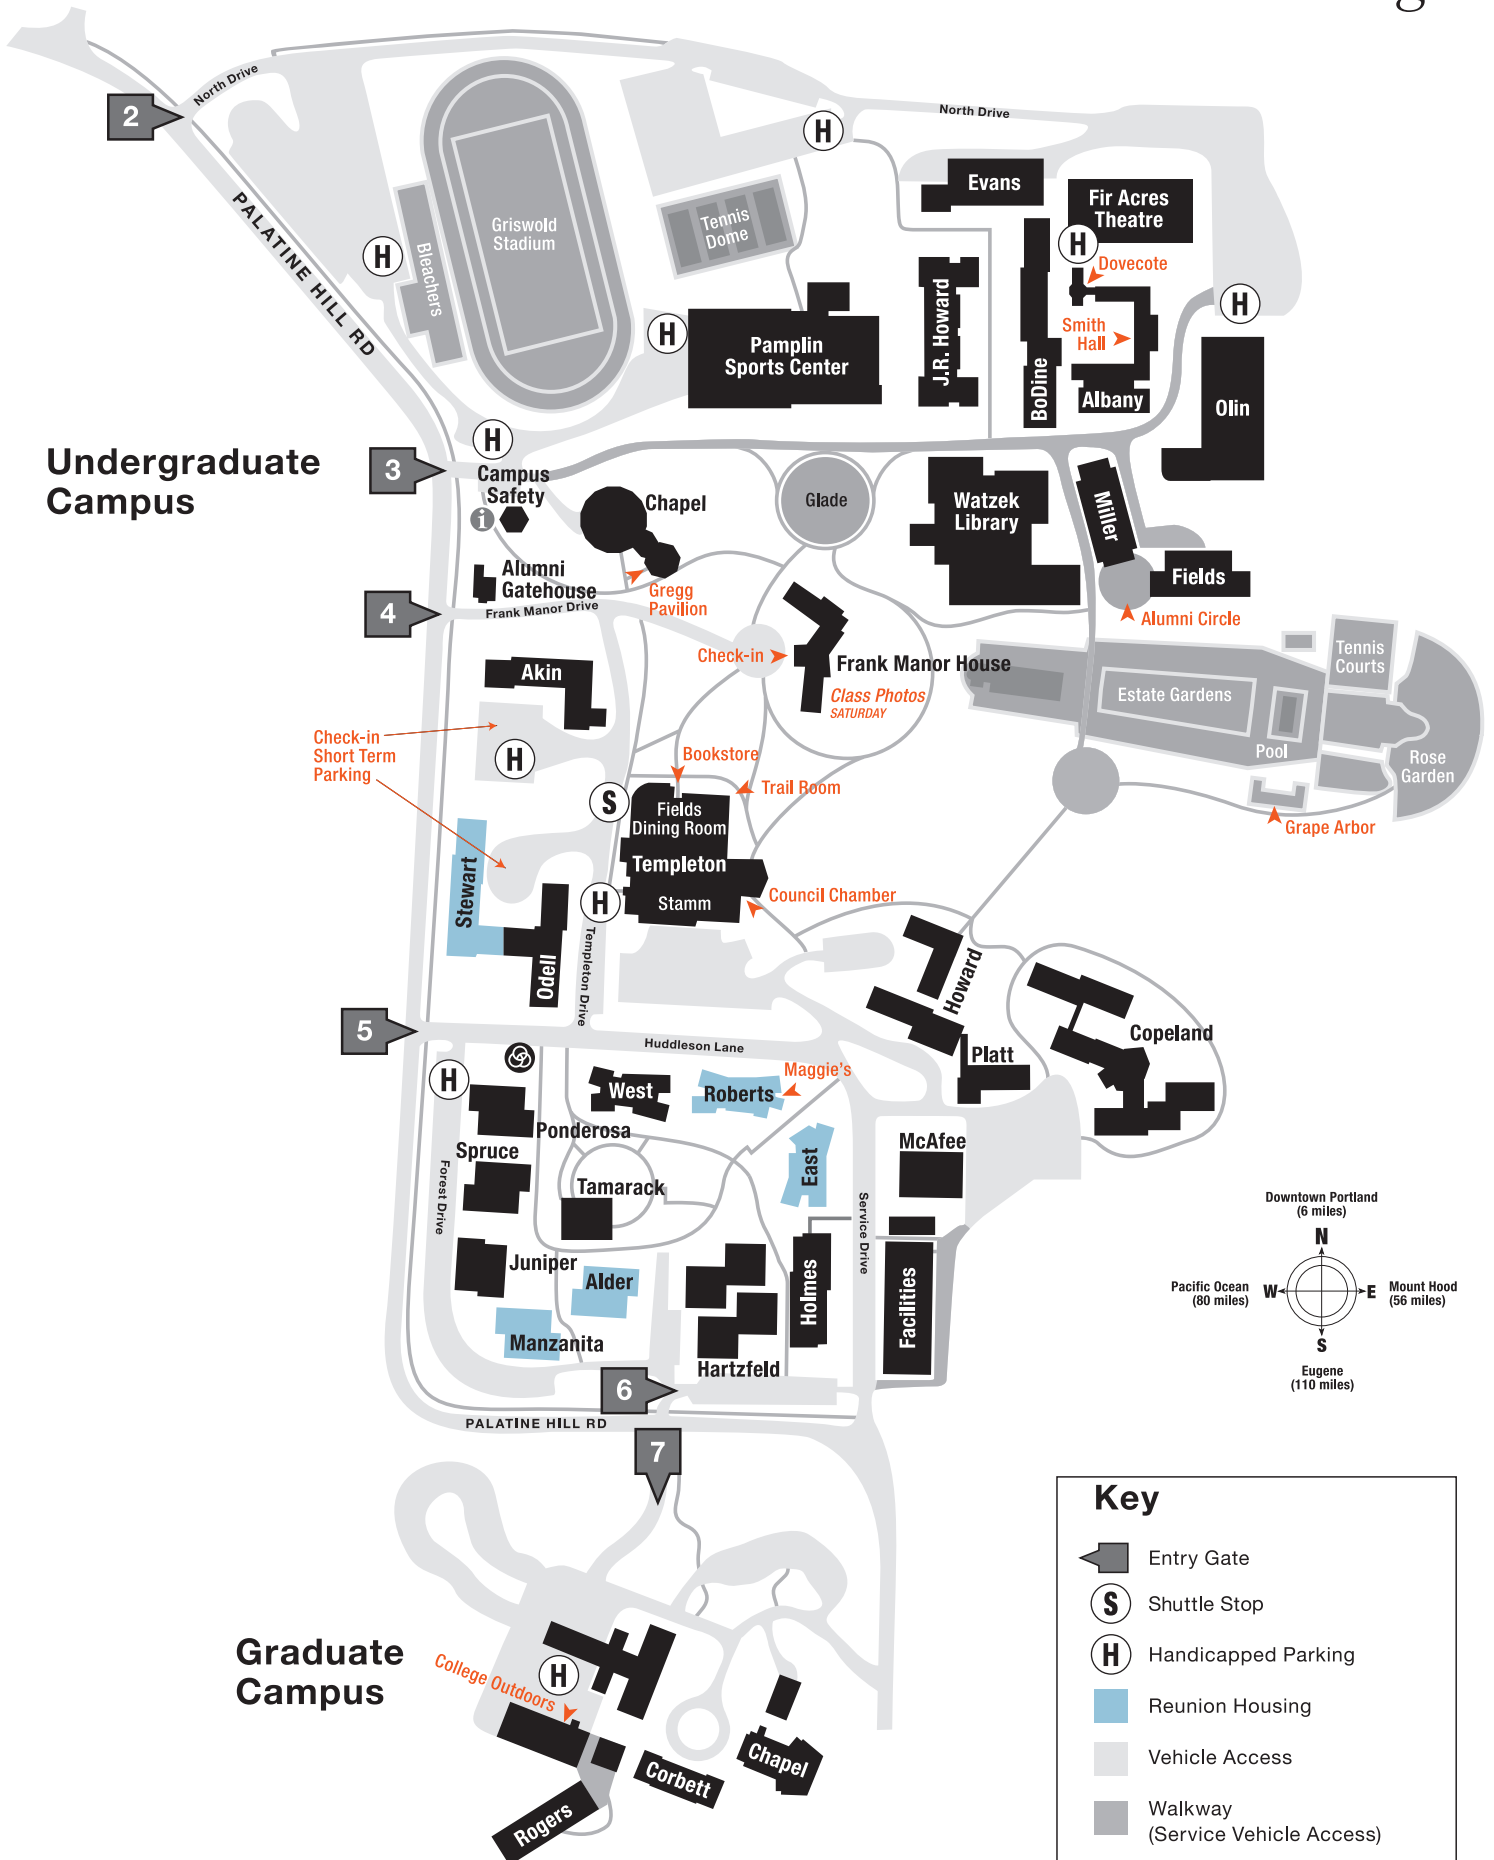 g
2
North Drive
PALATINE HILL RD
North Drive
H
H
Bleachers
Griswold
Stadium
Tennis
Dome
Evans
Fir Acres
Theatre
H
Dovecote
Smith
Hall
H
H
Pamplin
Sports Center
J.R. Howard
BoDine
Albany
Olin
Undergraduate
Campus
3
H
Campus
Safety
i
Chapel
Glade
Watzek
Library
Miller
Fields
Alumni
Gatehouse
Gregg
Pavilion
4
Frank Manor Drive
Alumni Circle
Check-in
Frank Manor House
Class Photos
SATURDAY
Akin
Tennis
Courts
Estate Gardens
Pool
Rose
Garden
Grape Arbor
Check-in
Short Term
Parking
H
S
Bookstore
Trail Room
Fields
Dining Room
Templeton
Stamm
Council Chamber
H
Stewart
Odell
Templeton Drive
Howard
Platt
Copeland
5
Huddleson Lane
H
West
Roberts
Maggie's
Ponderosa
Spruce
Tamarack
East
McAfee
Forest Drive
Service Drive
Juniper
Alder
Manzanita
Hartzfeld
Holmes
Facilities
Downtown Portland
(6 miles)
N
Pacific Ocean
(80 miles)
W
E
Mount Hood
(56 miles)
S
Eugene
(110 miles)
6
PALATINE HILL RD
7
Graduate
Campus
College Outdoors
H
Rogers
Corbett
Chapel
Key
Entry Gate
S
Shuttle Stop
H
Handicapped Parking
Reunion Housing
Vehicle Access
Walkway
(Service Vehicle Access)